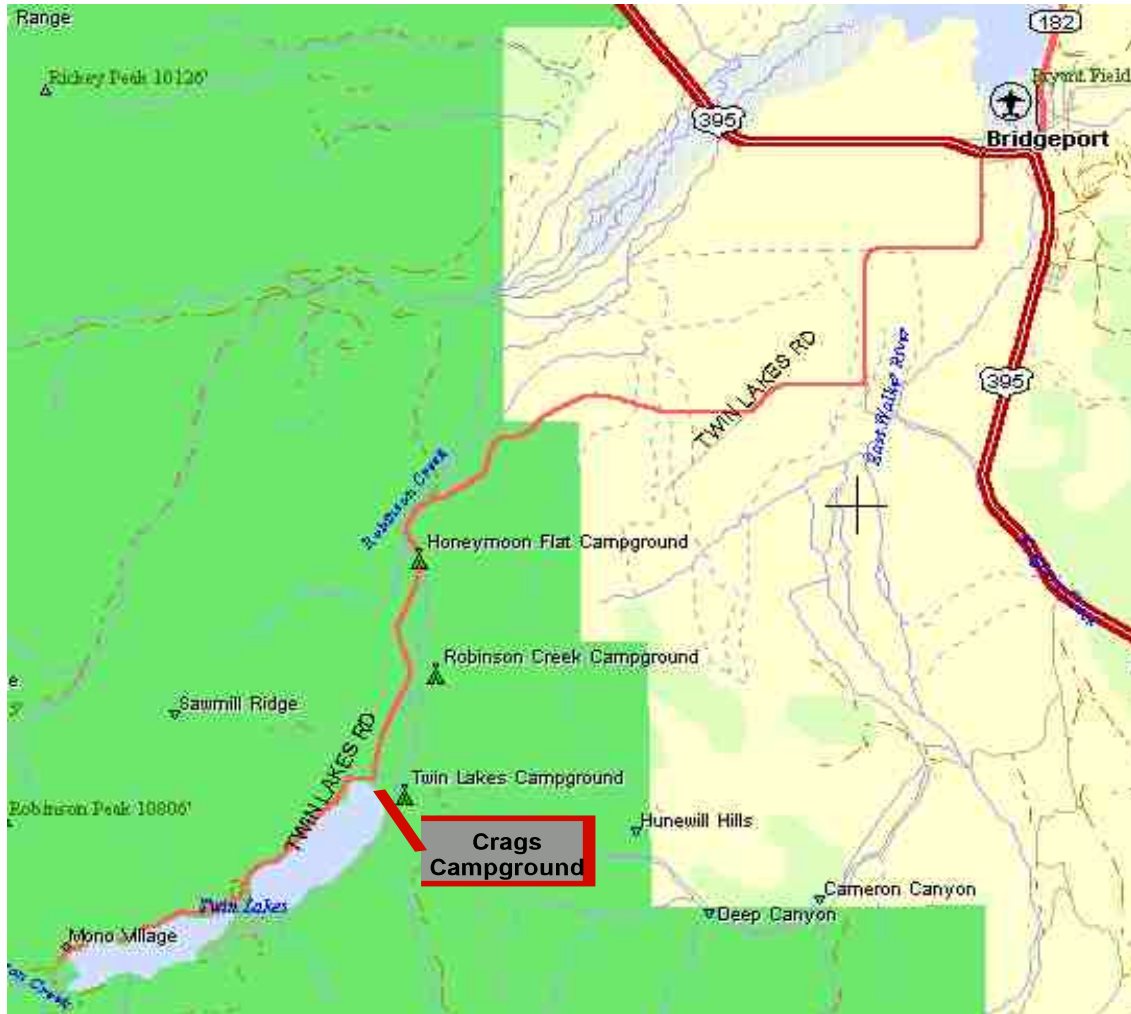 Range
182
Rickey Peak 10126'
Bryant Field
395
Bridgeport
TWIN LAKES RD
East Walker River
395
Robinson Creek
Honeymoon Flat Campground
Robinson Creek Campground
Sawmill Ridge
TWIN LAKES RD
Twin Lakes Campground
Robinson Peak 10806'
Hunewill Hills
Crags
Campground
Cameron Canyon
Twin Lakes
Deep Canyon
Mono Village
Creek